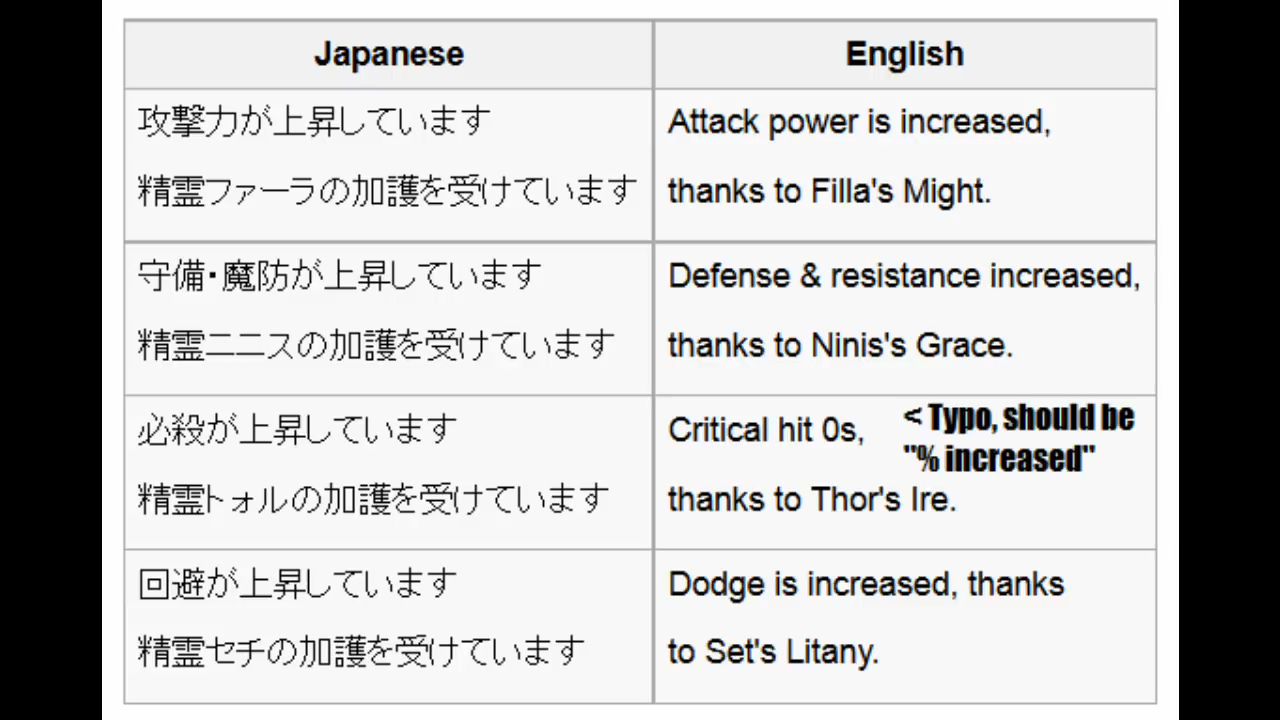 Japanese English
攻撃力が上昇しています
精霊ファーラの加護を受けています
Attack power is increased,
thanks to Filla's Might.
守備・魔防が上昇しています
精霊ニニスの加護を受けています
Defense & resistance increased,
thanks to Ninis's Grace.
必殺が上昇しています
精霊トォルの加護を受けています
Critical hit 0s,
thanks to Thor's Ire.
< Typo, should be
"% increased"
回避が上昇しています
精霊セチの加護を受けています
Dodge is increased, thanks
to Set's Litany.